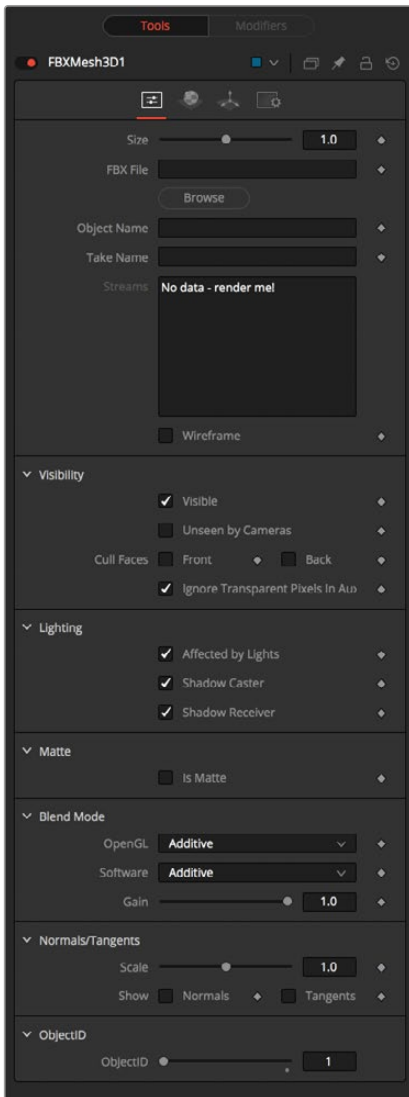 Tools Modifiers
FBXMesh3D1
Size 1.0
FBX File
Browse
Object Name
Take Name
Streams No data - render me!
Wireframe
Visibility
Visible
Unseen by Cameras
Cull Faces Front Back
Ignore Transparent Pixels In Aux
Lighting
Affected by Lights
Shadow Caster
Shadow Receiver
Matte
Is Matte
Blend Mode
OpenGL Additive
Software Additive
Gain 1.0
Normals/Tangents
Scale 1.0
Show Normals Tangents
ObjectID
ObjectID 1